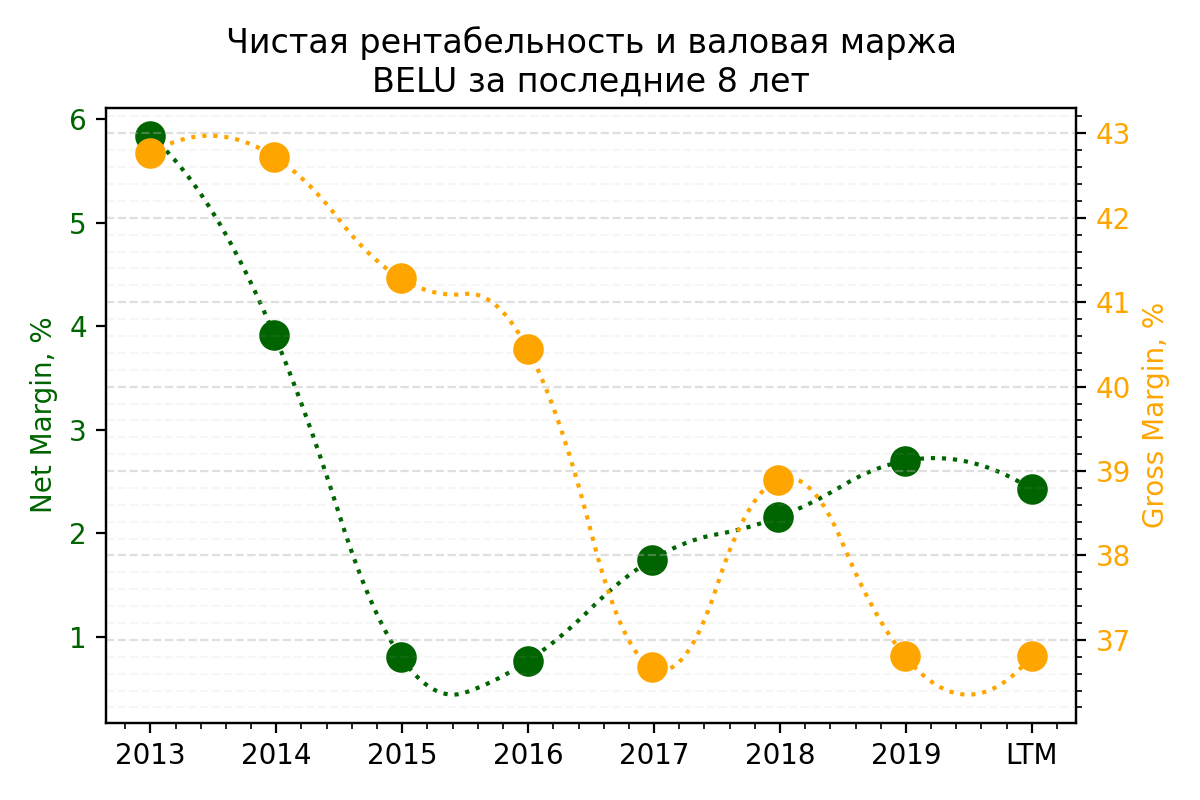 Чистая рентабельность и валовая маржа
BELU за последние 8 лет
Net Margin, %
6
5
4
3
2
1
43
42
41
40
39
38
37
Gross Margin, %
2013 2014 2015 2016 2017 2018 2019 LTM